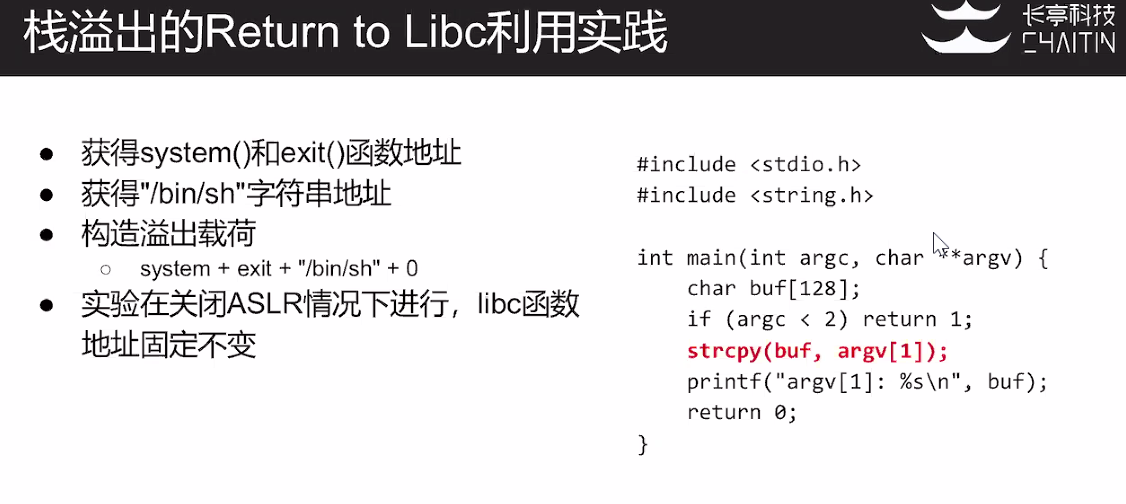 栈溢出的Return to Libc利用实践
长亭科技
CHAITIN
● 获得system()和exit()函数地址
● 获得"/bin/sh"字符串地址
● 构造溢出载荷
○ system + exit + "/bin/sh" + 0
● 实验在关闭ASLR情况下进行，libc函数
地址固定不变
#include <stdio.h>
#include <string.h>
int main(int argc, char **argv) {
    char buf[128];
    if (argc < 2) return 1;
    strcpy(buf, argv[1]);
    printf("argv[1]: %s\n", buf);
    return 0;
}